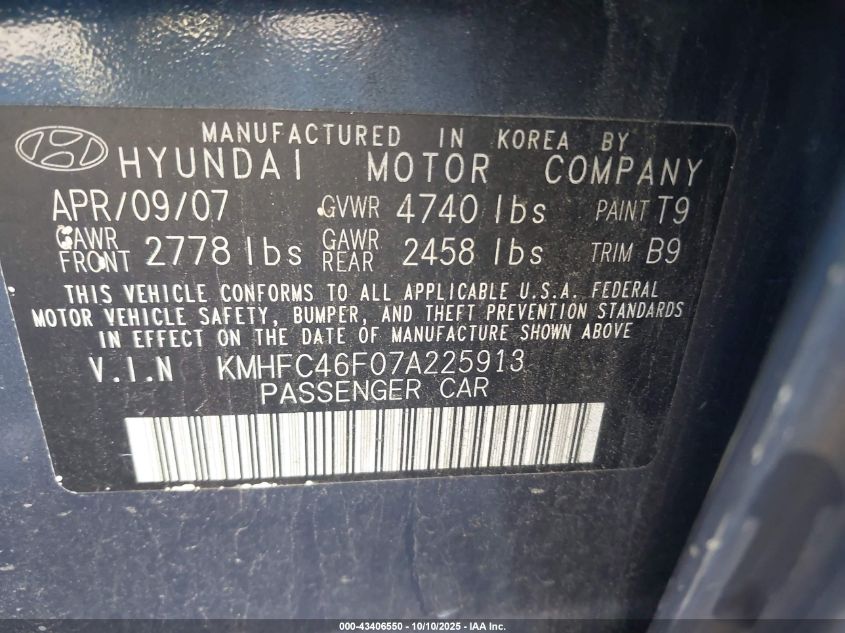 MANUFACTURED IN KOREA BY
HYUNDAI MOTOR COMPANY
APR/09/07 GVWR 4740 lbs PAINT T9
GAWR FRONT 2778 lbs GAWR REAR 2458 lbs TRIM B9
THIS VEHICLE CONFORMS TO ALL APPLICABLE U.S.A. FEDERAL
MOTOR VEHICLE SAFETY, BUMPER, AND THEFT PREVENTION STANDARDS
IN EFFECT ON THE DATE OF MANUFACTURE SHOWN ABOVE
V.I.N KMHFC46F07A225913
PASSENGER CAR
000-43406550 - 10/10/2025 - IAA Inc.